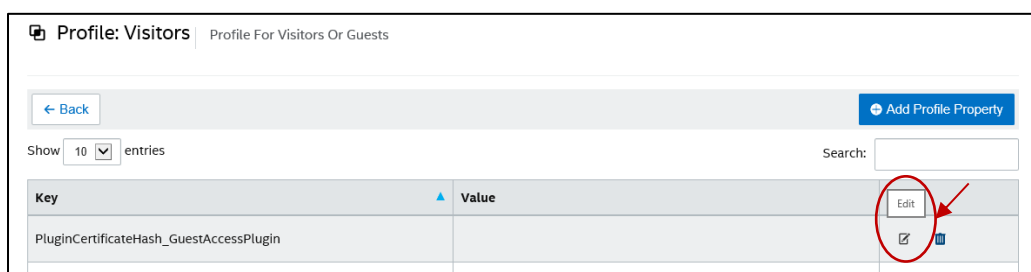 Profile: Visitors Profile For Visitors Or Guests
← Back Add Profile Property
Show 10 entries Search:
Key Value Edit
PluginCertificateHash_GuestAccessPlugin